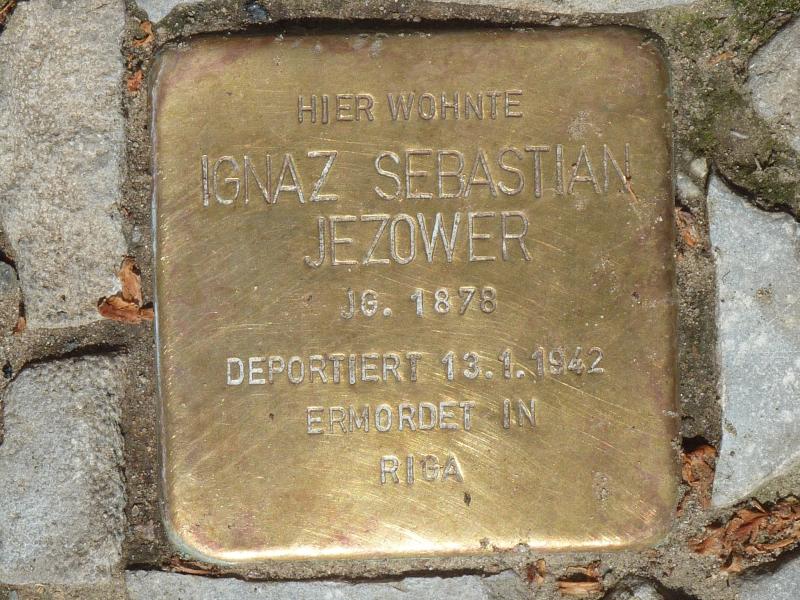 HIER WOHNTE
IGNAZ SEBASTIAN
JEZOWER
JG. 1878
DEPORTIERT 13.1.1942
ERMORDET IN
RIGA